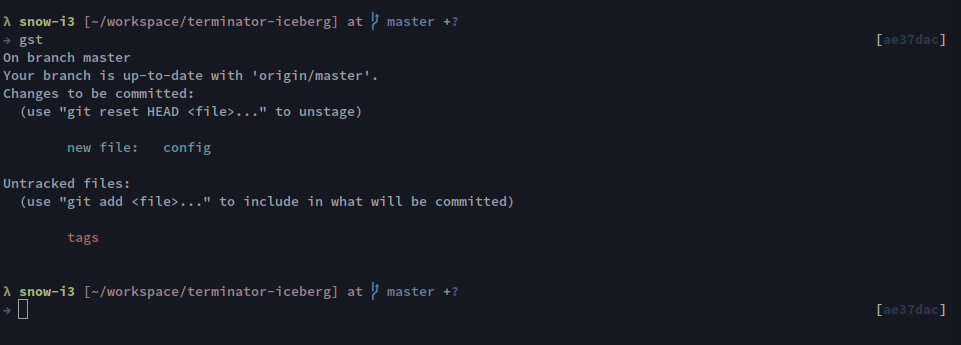 λ snow-i3 [~/workspace/terminator-iceberg] at master +?
→ gst [ae37dac]
On branch master
Your branch is up-to-date with 'origin/master'.
Changes to be committed:
(use "git reset HEAD <file>..." to unstage)
new file: config
Untracked files:
(use "git add <file>..." to include in what will be committed)
tags
λ snow-i3 [~/workspace/terminator-iceberg] at master +?
→ [ae37dac]